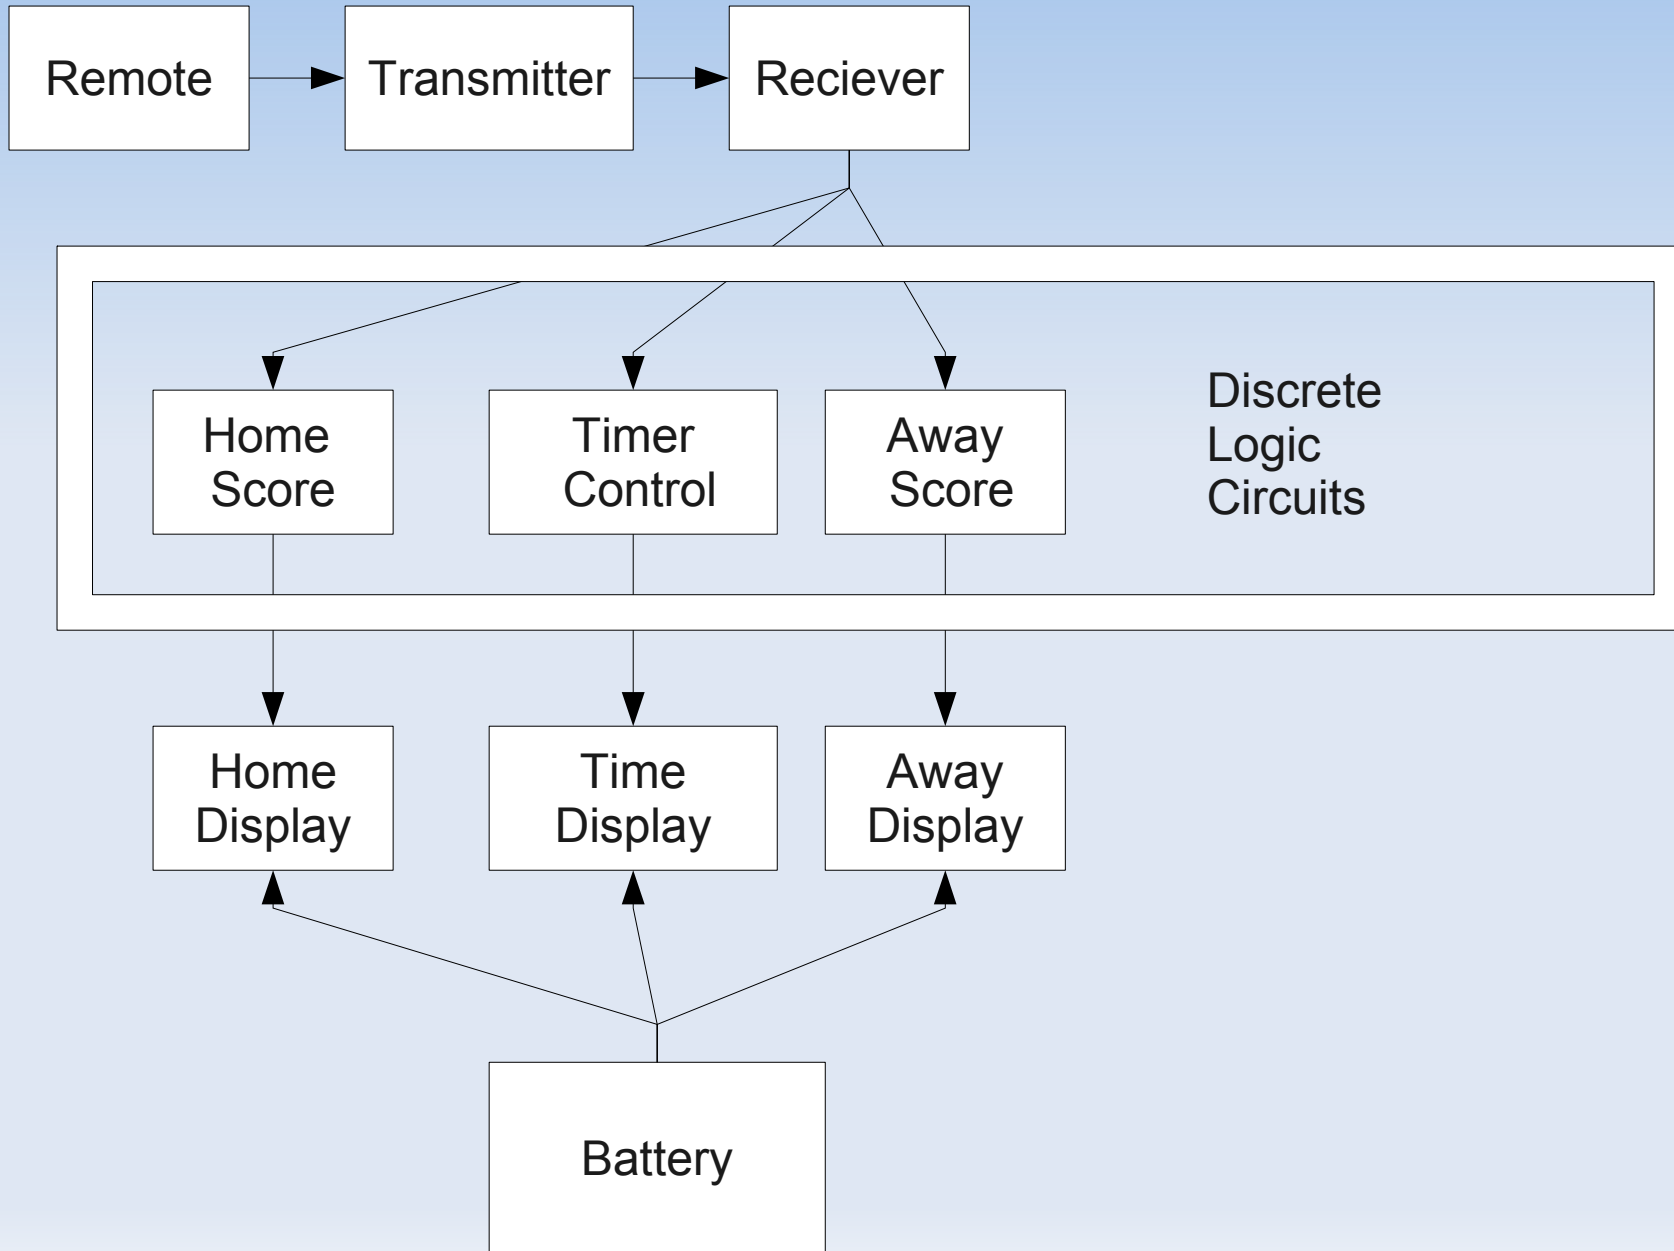 Remote
Transmitter
Reciever
Home
Score
Timer
Control
Away
Score
Discrete
Logic
Circuits
Home
Display
Time
Display
Away
Display
Battery